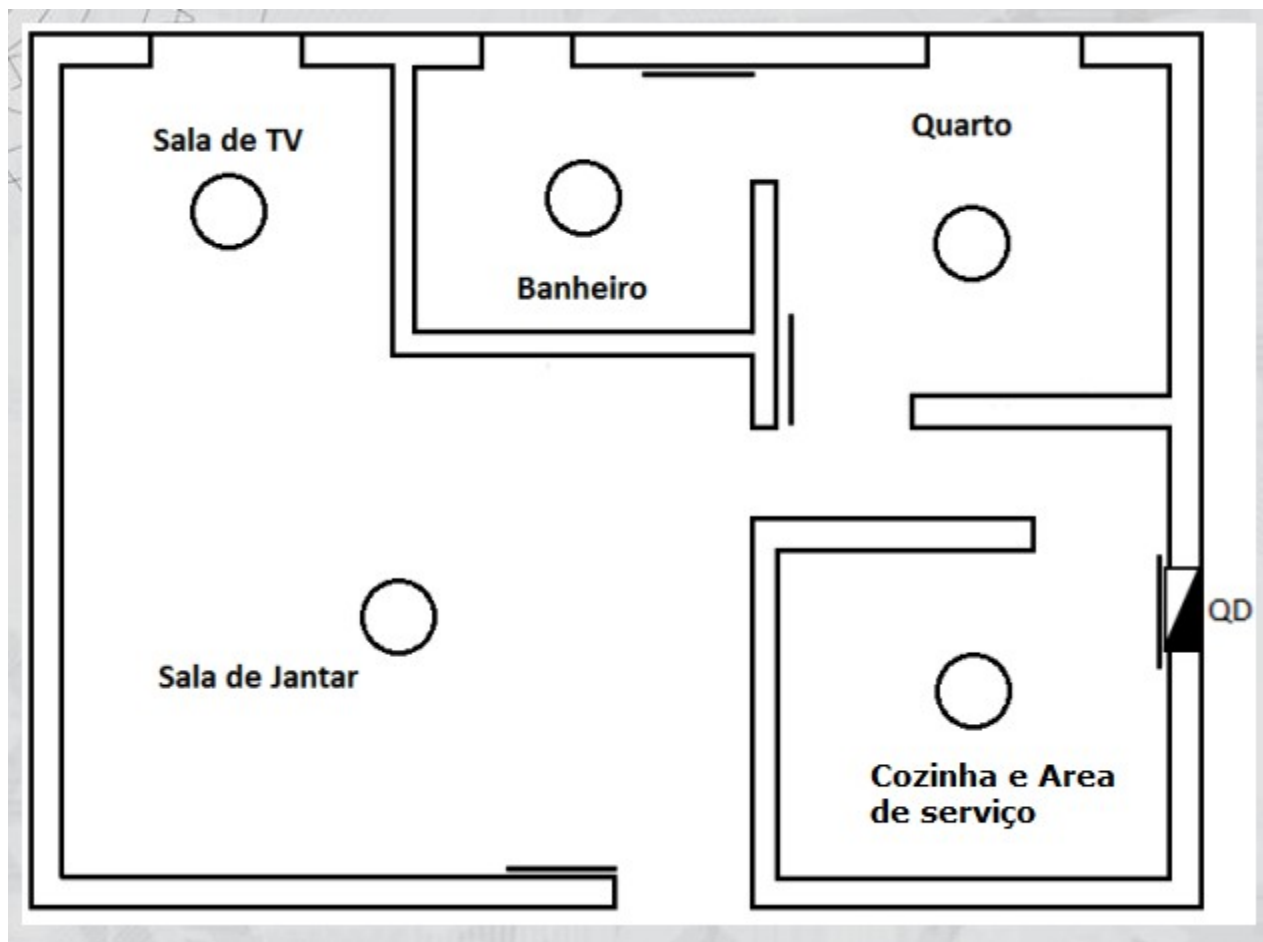 Sala de TV
Quarto
Banheiro
QD
Sala de Jantar
Cozinha e Area
de serviço